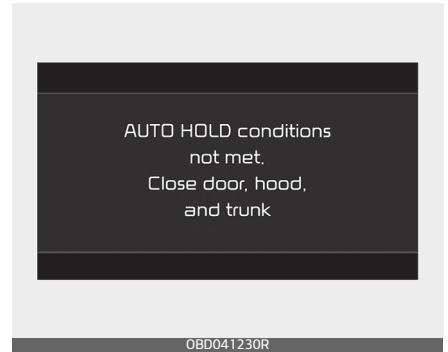 AUTO HOLD conditions
not met.
Close door, hood,
and trunk
OBD041230R